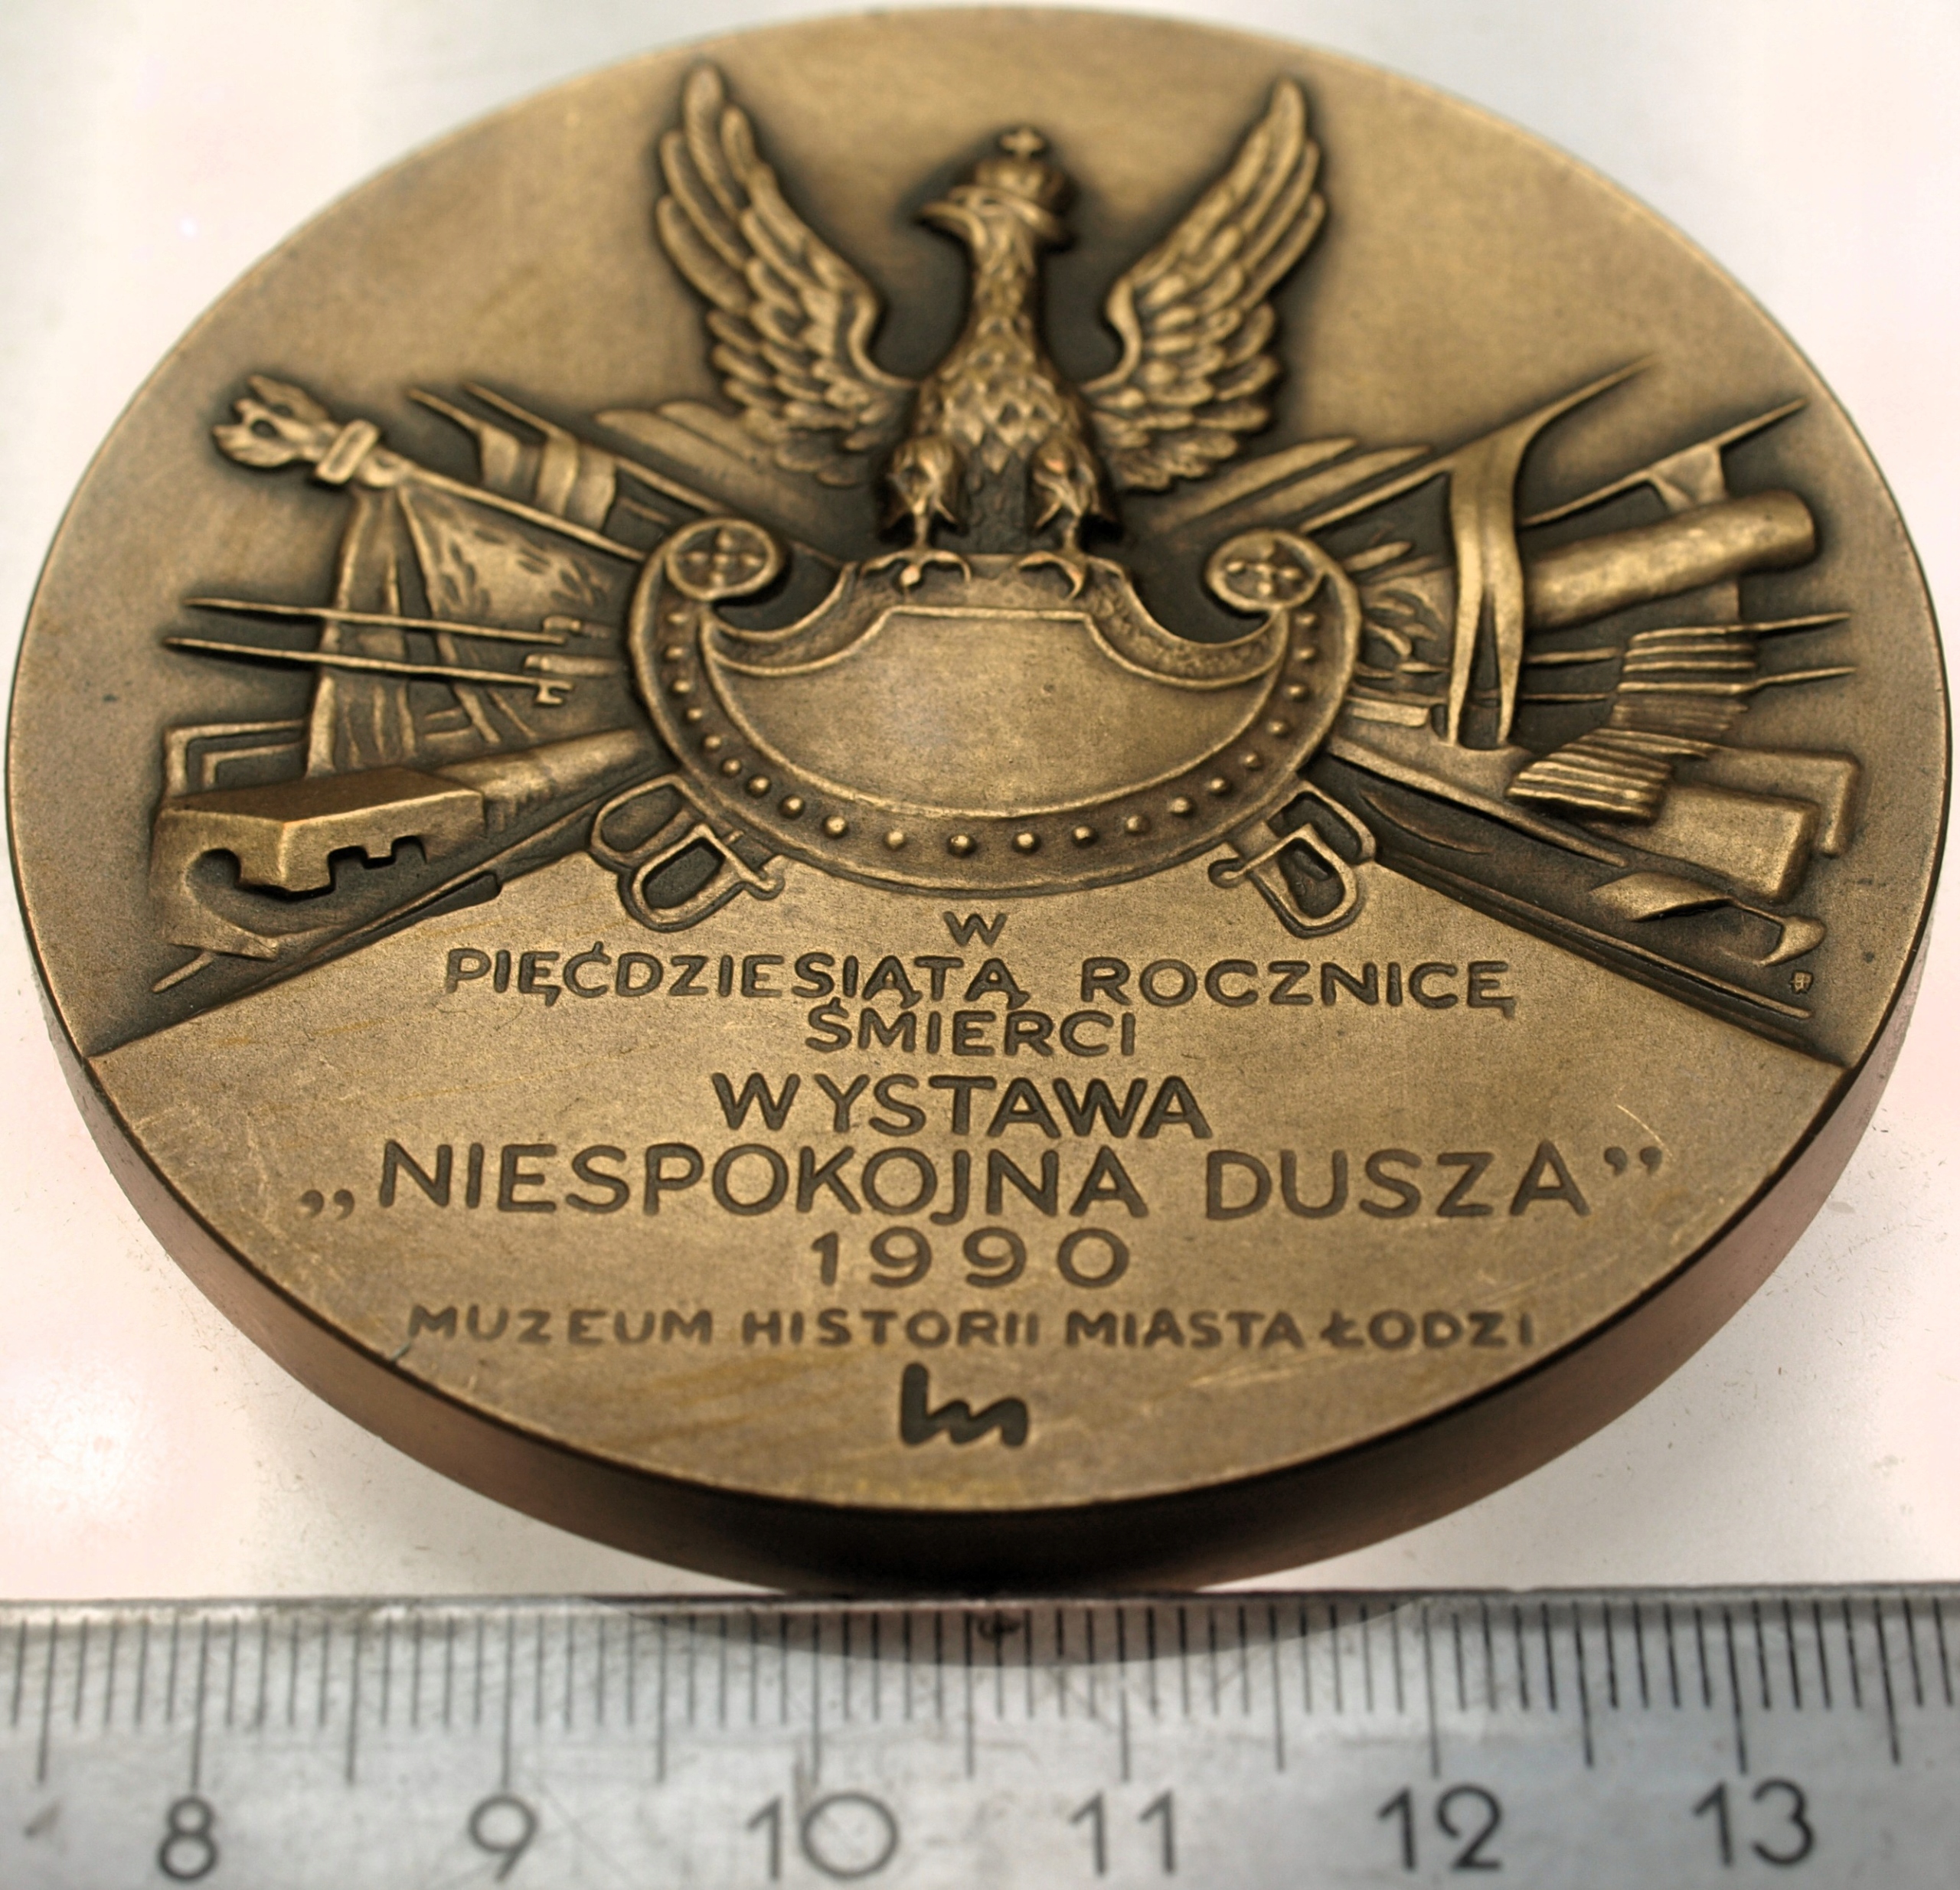 W
PIĘĆDZIESIĄTĄ ROCZNICĘ
ŚMIERCI
WYSTAWA
„NIESPOKOJNA DUSZA”
1990
MUZEUM HISTORII MIASTA ŁODZI
8 9 10 11 12 13